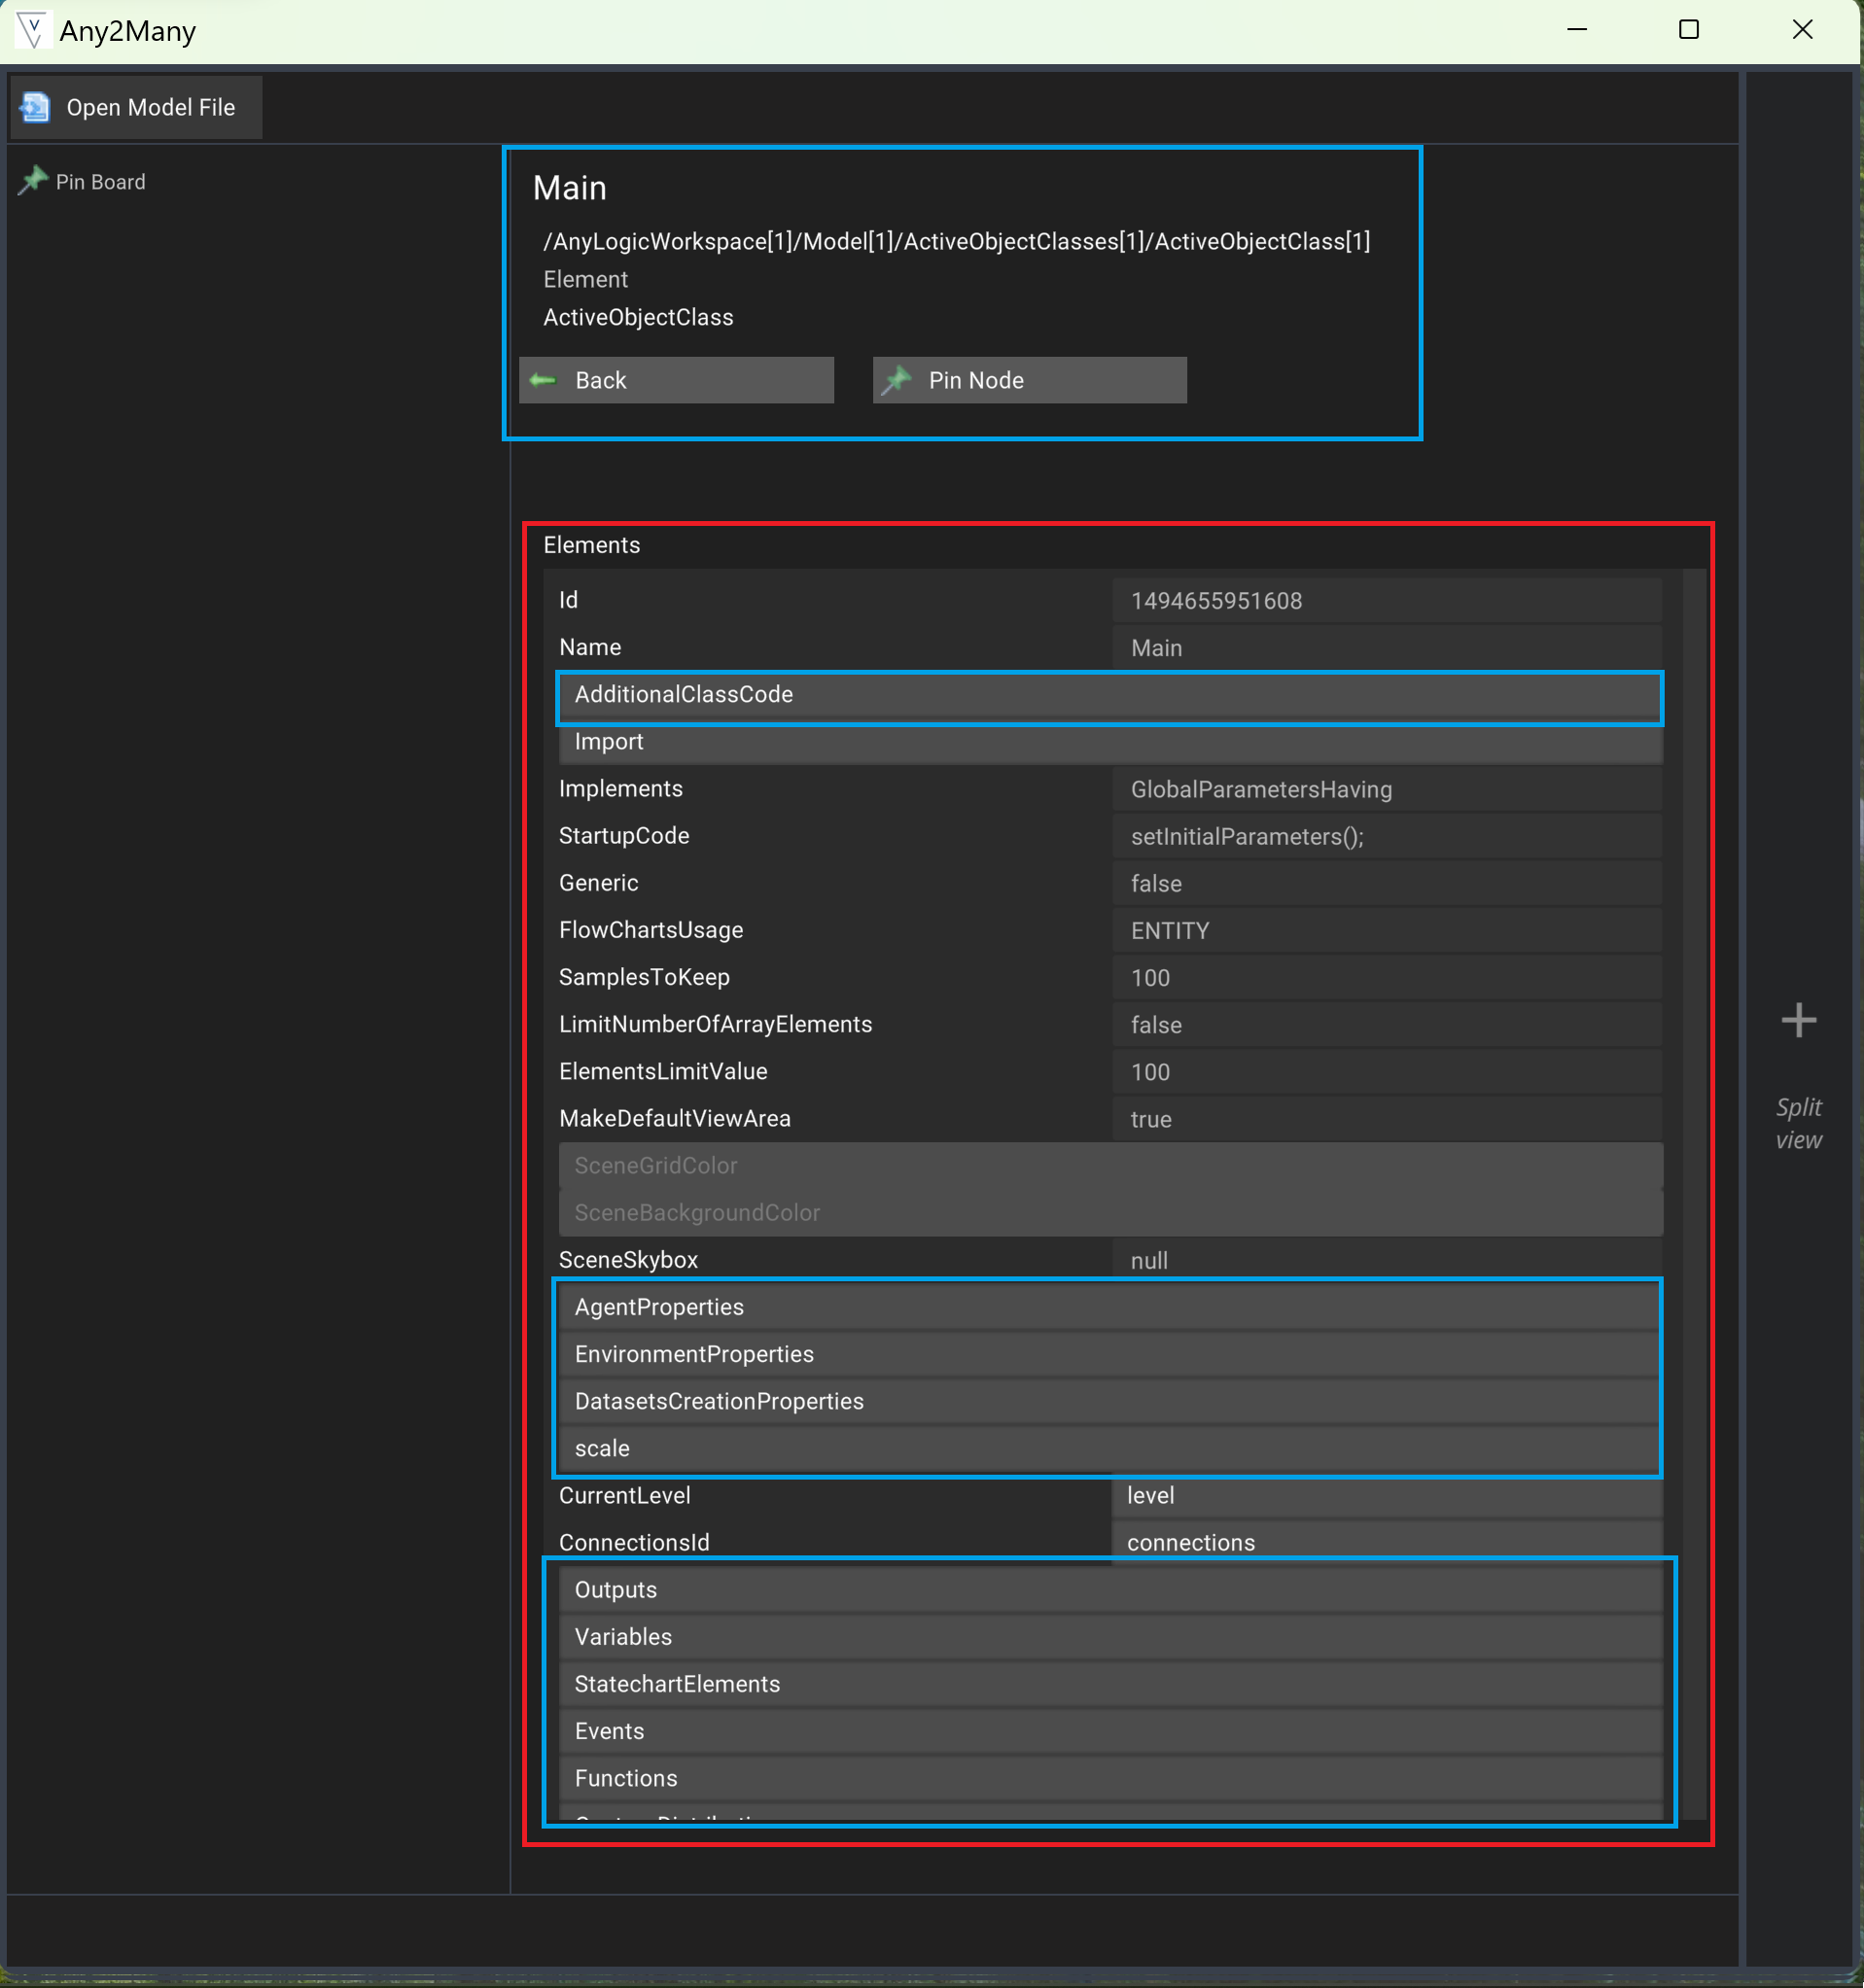 Any2Many
Open Model File
Pin Board
Main
/AnyLogicWorkspace[1]/Model[1]/ActiveObjectClasses[1]/ActiveObjectClass[1]
Element
ActiveObjectClass
Back
Pin Node
Elements
Id 1494655951608
Name Main
AdditionalClassCode
Import
Implements GlobalParametersHaving
StartupCode setInitialParameters();
Generic false
FlowChartsUsage ENTITY
SamplesToKeep 100
LimitNumberOfArrayElements false
ElementsLimitValue 100
MakeDefaultViewArea true
SceneGridColor
SceneBackgroundColor
SceneSkybox null
AgentProperties
EnvironmentProperties
DatasetsCreationProperties
scale
CurrentLevel level
ConnectionsId connections
Outputs
Variables
StatechartElements
Events
Functions
Split
view